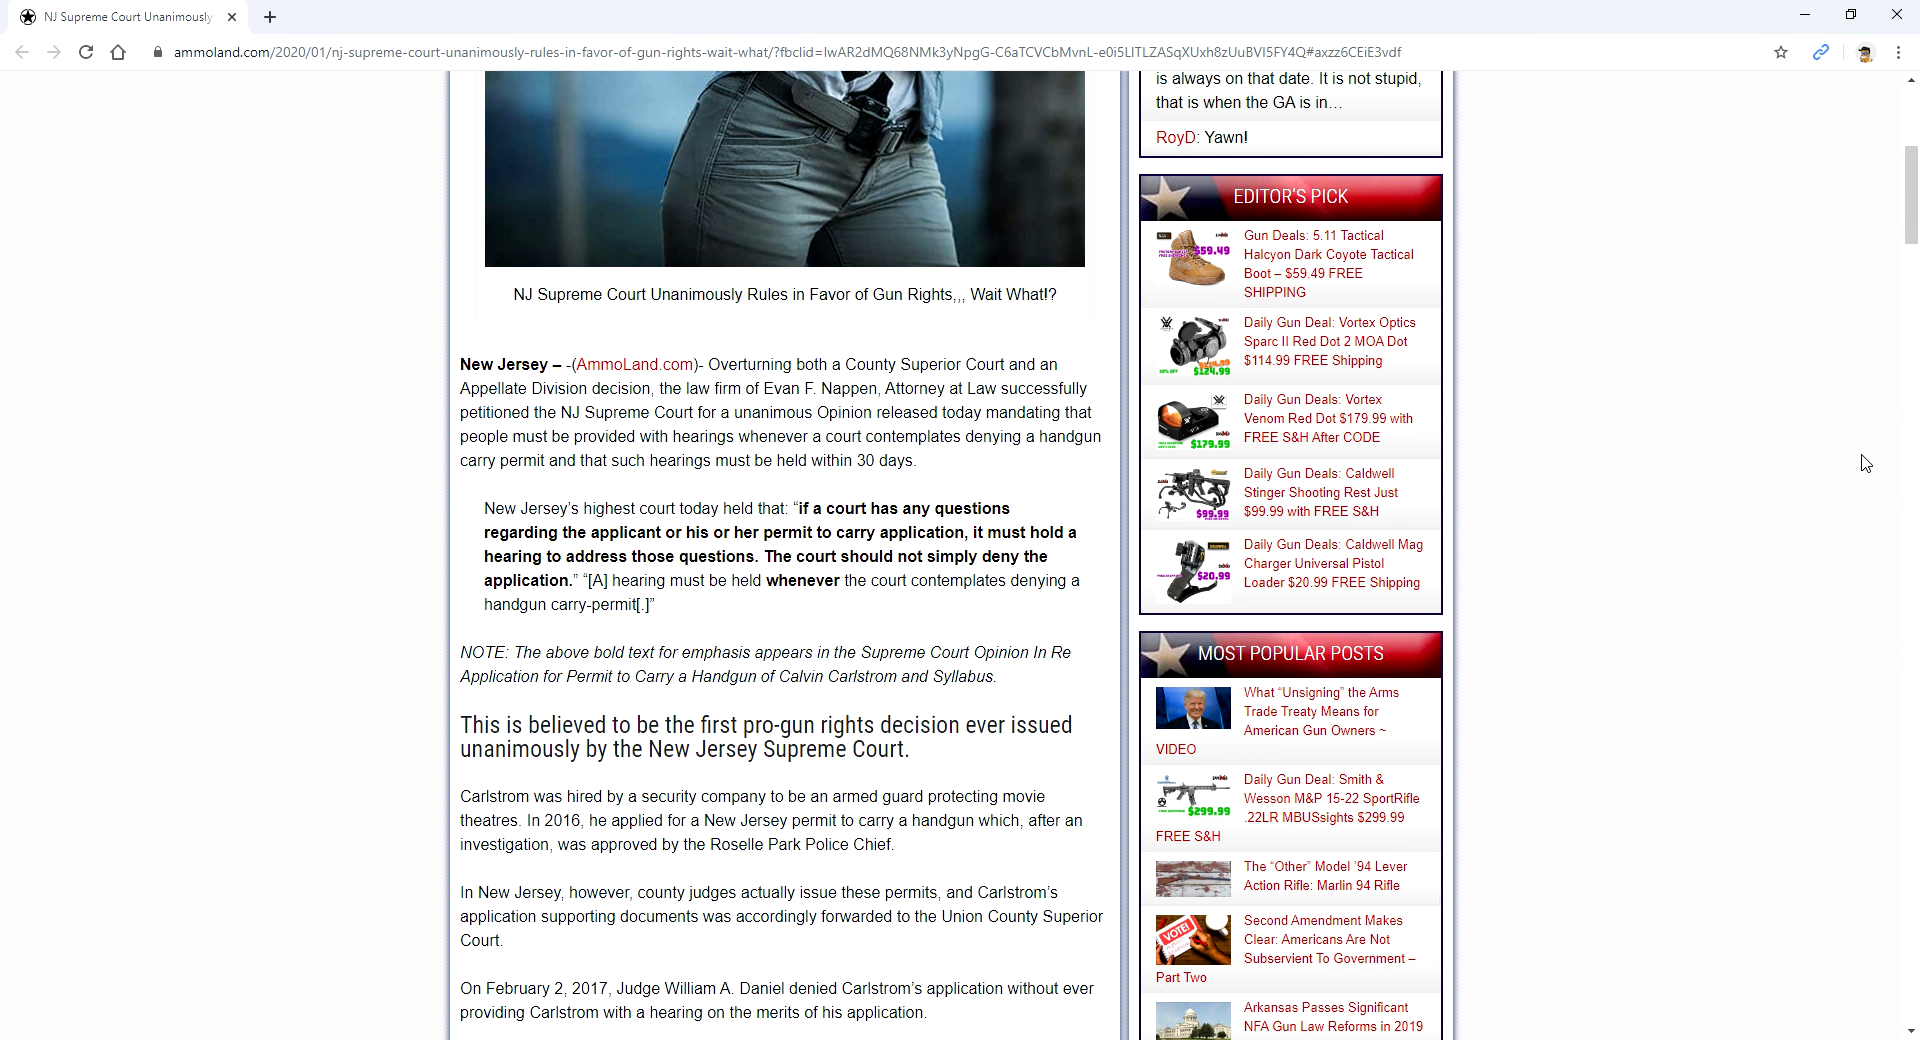 NJ Supreme Court Unanimously
ammoland.com/2020/01/nj-supreme-court-unanimously-rules-in-favor-of-gun-rights-wait-what/?fbclid=IwAR2dMQ68NMk3yNpgG-C6aTCVCbMvnL-e0i5LITLZASqXUxh8zUuBVI5FY4Q#axzz6CEiE3vdf
NJ Supreme Court Unanimously Rules in Favor of Gun Rights,,, Wait What!?
New Jersey – -(AmmoLand.com)- Overturning both a County Superior Court and an
Appellate Division decision, the law firm of Evan F. Nappen, Attorney at Law successfully
petitioned the NJ Supreme Court for a unanimous Opinion released today mandating that
people must be provided with hearings whenever a court contemplates denying a handgun
carry permit and that such hearings must be held within 30 days.
New Jersey’s highest court today held that: “if a court has any questions
regarding the applicant or his or her permit to carry application, it must hold a
hearing to address those questions. The court should not simply deny the
application.” “[A] hearing must be held whenever the court contemplates denying a
handgun carry-permit[.]”
NOTE: The above bold text for emphasis appears in the Supreme Court Opinion In Re
Application for Permit to Carry a Handgun of Calvin Carlstrom and Syllabus.
This is believed to be the first pro-gun rights decision ever issued
unanimously by the New Jersey Supreme Court.
Carlstrom was hired by a security company to be an armed guard protecting movie
theatres. In 2016, he applied for a New Jersey permit to carry a handgun which, after an
investigation, was approved by the Roselle Park Police Chief.
In New Jersey, however, county judges actually issue these permits, and Carlstrom’s
application supporting documents was accordingly forwarded to the Union County Superior
Court.
On February 2, 2017, Judge William A. Daniel denied Carlstrom’s application without ever
providing Carlstrom with a hearing on the merits of his application.
is always on that date. It is not stupid,
that is when the GA is in…
RoyD: Yawn!
EDITOR’S PICK
$59.49
Gun Deals: 5.11 Tactical
Halcyon Dark Coyote Tactical
Boot – $59.49 FREE
SHIPPING
$124.99
Daily Gun Deal: Vortex Optics
Sparc II Red Dot 2 MOA Dot
$114.99 FREE Shipping
$179.99
Daily Gun Deals: Vortex
Venom Red Dot $179.99 with
FREE S&H After CODE
$99.99
Daily Gun Deals: Caldwell
Stinger Shooting Rest Just
$99.99 with FREE S&H
$20.99
Daily Gun Deals: Caldwell Mag
Charger Universal Pistol
Loader $20.99 FREE Shipping
MOST POPULAR POSTS
What “Unsigning” the Arms
Trade Treaty Means for
American Gun Owners ~
VIDEO
$299.99
Daily Gun Deal: Smith &
Wesson M&P 15-22 SportRifle
.22LR MBUSsights $299.99
FREE S&H
The “Other” Model ’94 Lever
Action Rifle: Marlin 94 Rifle
VOTE!
Second Amendment Makes
Clear: Americans Are Not
Subservient To Government –
Part Two
Arkansas Passes Significant
NFA Gun Law Reforms in 2019